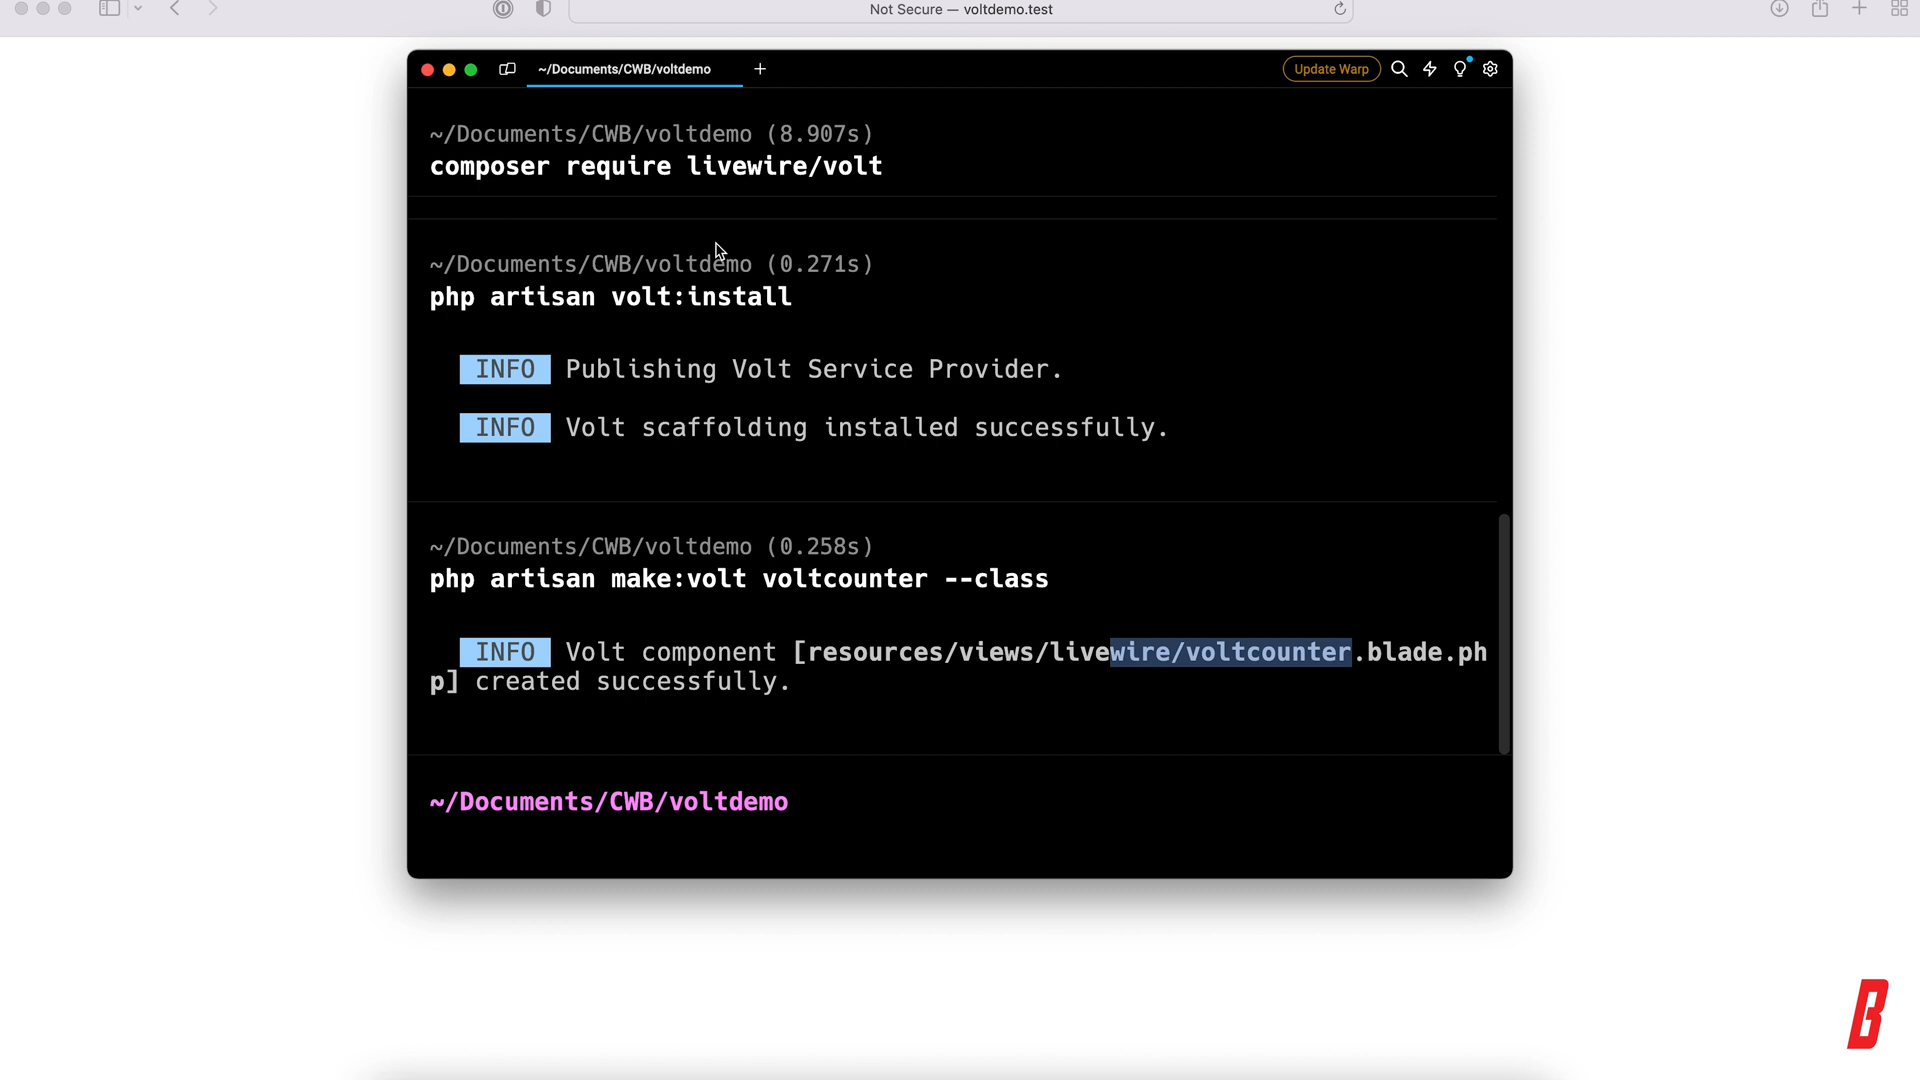 Not Secure — voltdemo.test
~/Documents/CWB/voltdemo
Update Warp
~/Documents/CWB/voltdemo (8.907s)
composer require livewire/volt
~/Documents/CWB/voltdemo (0.271s)
php artisan volt:install
INFO Publishing Volt Service Provider.
INFO Volt scaffolding installed successfully.
~/Documents/CWB/voltdemo (0.258s)
php artisan make:volt voltcounter --class
INFO Volt component [resources/views/livewire/voltcounter.blade.ph
p] created successfully.
~/Documents/CWB/voltdemo
B